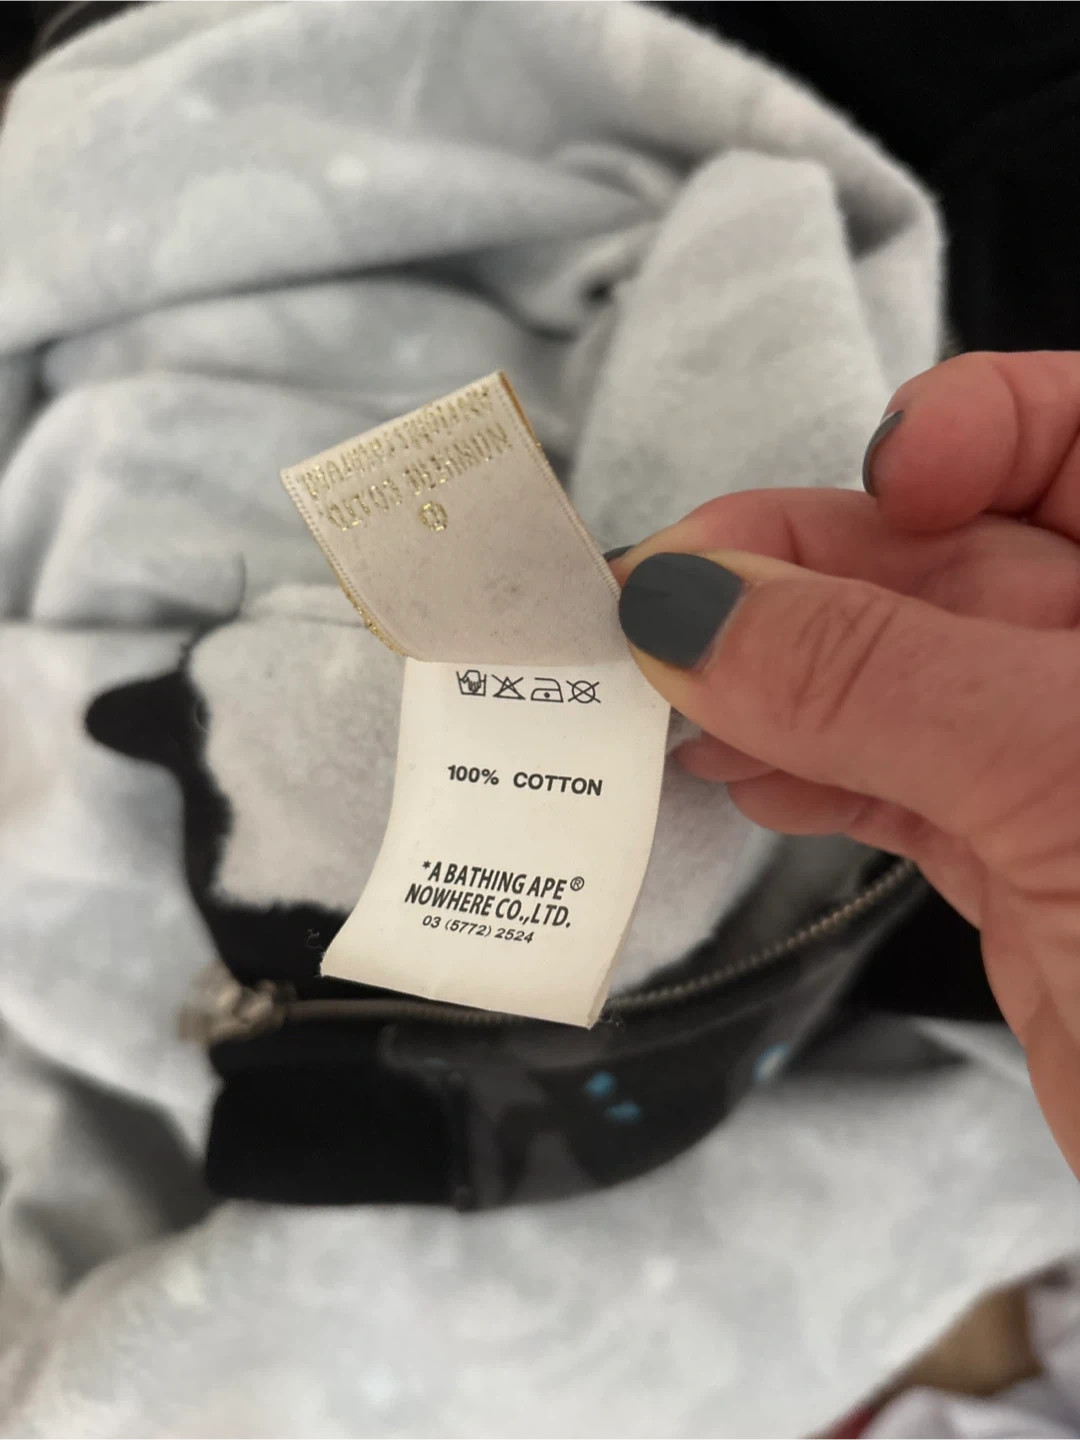 100% COTTON
*A BATHING APE®
NOWHERE CO.,LTD.
03 (5772) 2524